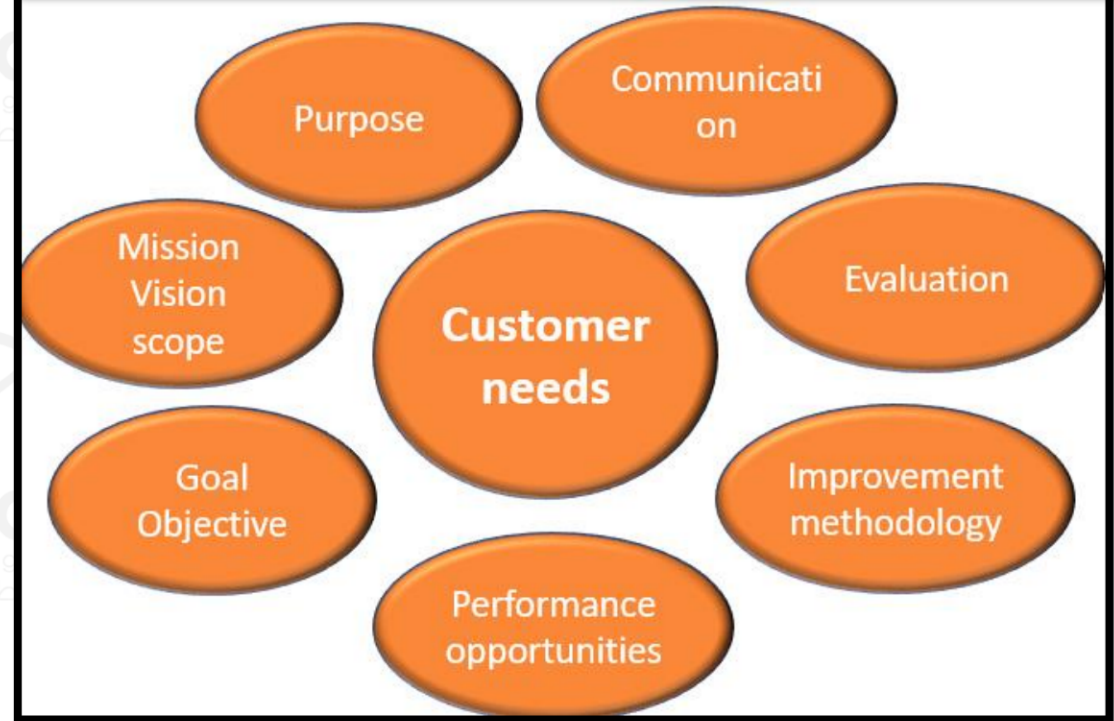 Purpose
Communicati
on
Mission
Vision
scope
Customer
needs
Evaluation
Goal
Objective
Improvement
methodology
Performance
opportunities